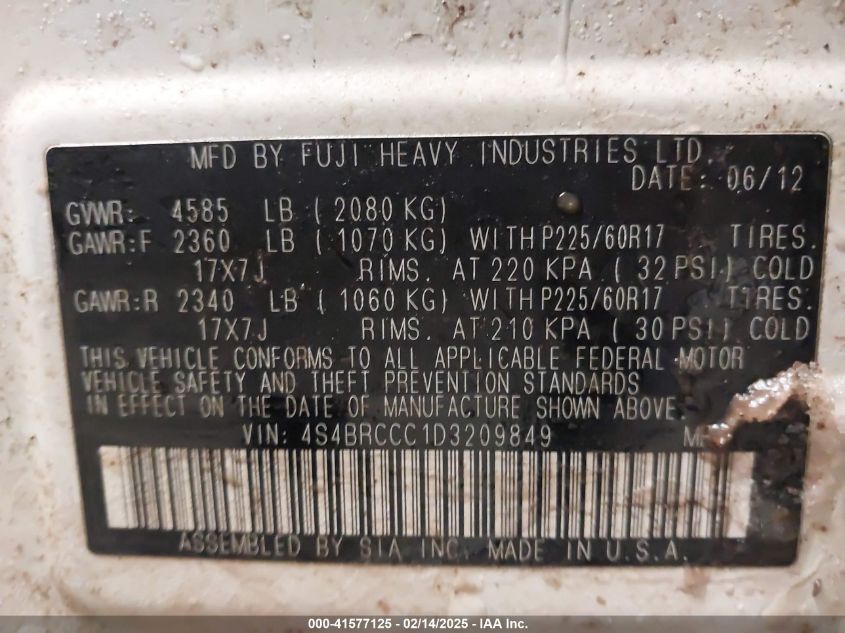 MFD BY FUJI HEAVY INDUSTRIES LTD.
DATE: 06/12
GVWR: 4585 LB ( 2080 KG)
GAWR:F 2360 LB ( 1070 KG) WITH P225/60R17 TIRES.
17X7J RIMS. AT 220 KPA ( 32 PSI) COLD
GAWR:R 2340 LB ( 1060 KG) WITH P225/60R17 TIRES.
17X7J RIMS. AT 210 KPA ( 30 PSI) COLD
THIS VEHICLE CONFORMS TO ALL APPLICABLE FEDERAL MOTOR
VEHICLE SAFETY AND THEFT PREVENTION STANDARDS
IN EFFECT ON THE DATE OF MANUFACTURE SHOWN ABOVE.
VIN: 4S4BRCCC1D3209849
ASSEMBLED BY SIA INC. MADE IN U.S.A.
000-41577125 - 02/14/2025 - IAA Inc.